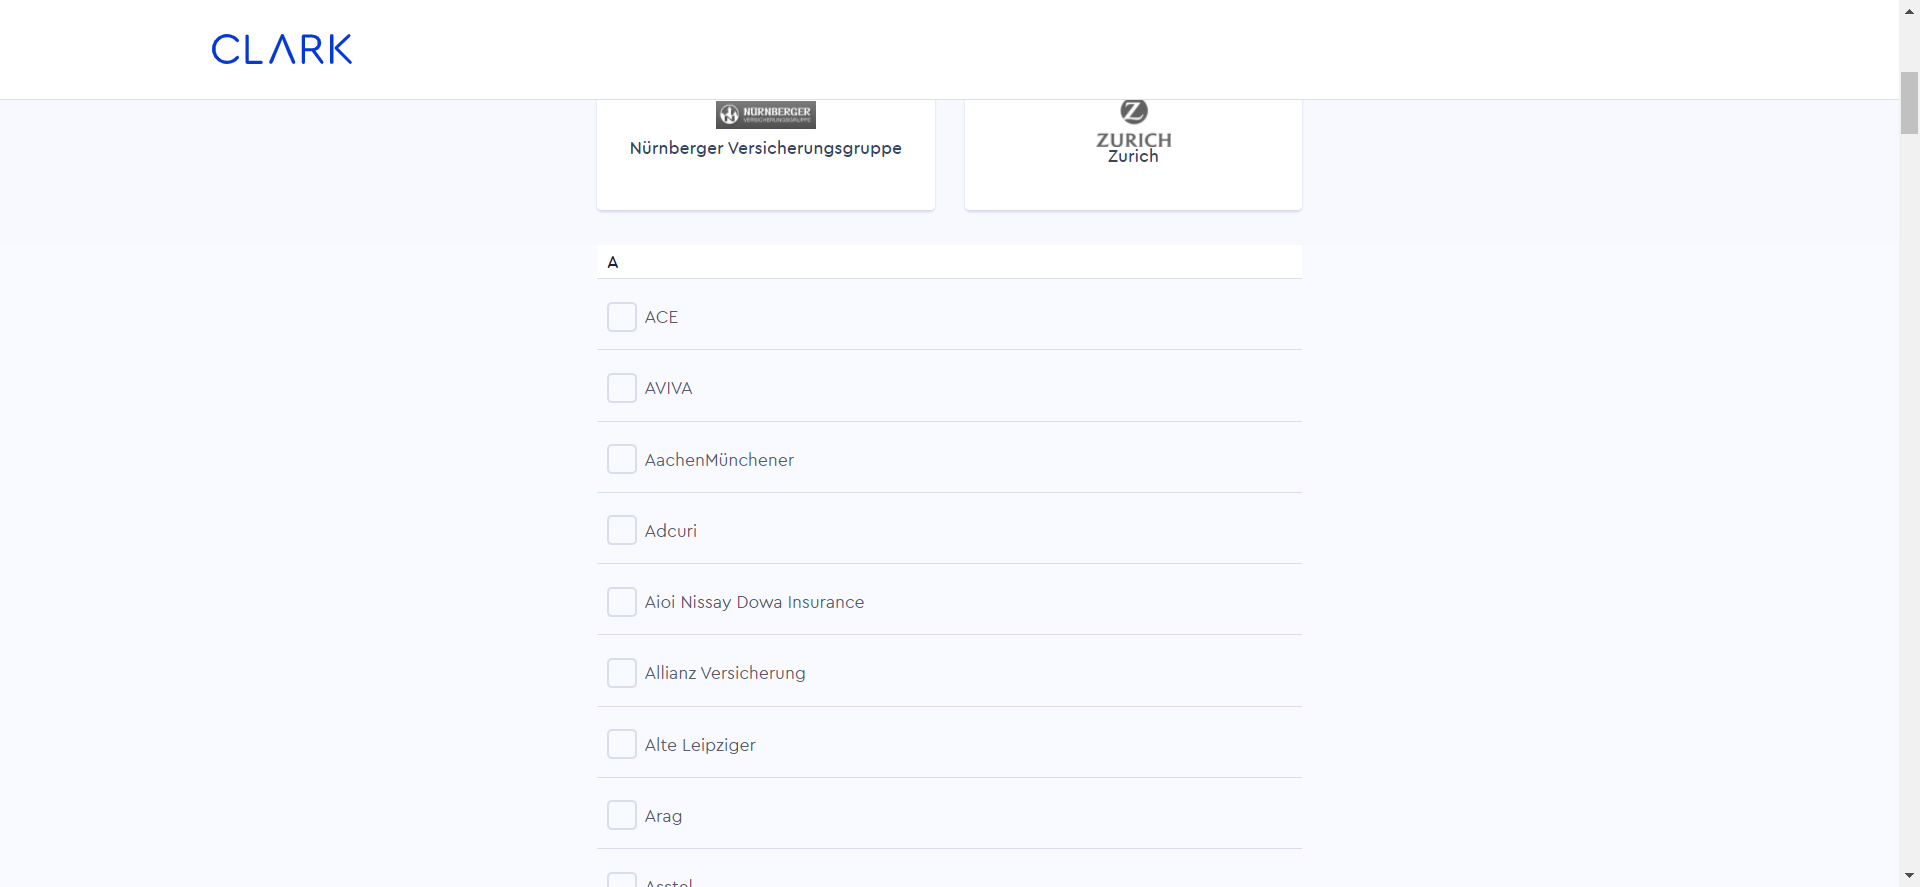 CLARK
NÜRNBERGER
VERSICHERUNGSGRUPPE
Nürnberger Versicherungsgruppe
Z
ZURICH
Zurich
A
ACE
AVIVA
AachenMünchener
Adcuri
Aioi Nissay Dowa Insurance
Allianz Versicherung
Alte Leipziger
Arag